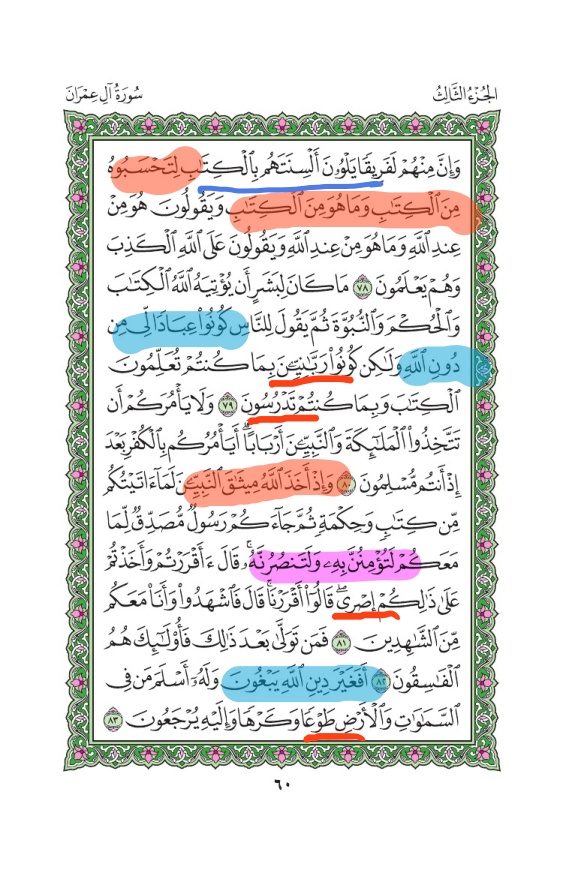 الجُزْءُ الثَّالِثُ
سُورَةُ آلِ عِمْرَانَ
وَإِنَّ مِنْهُمْ لَفَرِيقًا يَلْوُۥنَ أَلْسِنَتَهُم بِٱلْكِتَٰبِ لِتَحْسَبُوهُ
مِنَ ٱلْكِتَٰبِ وَمَا هُوَ مِنَ ٱلْكِتَٰبِ وَيَقُولُونَ هُوَ مِنْ
عِندِ ٱللَّهِ وَمَا هُوَ مِنْ عِندِ ٱللَّهِ وَيَقُولُونَ عَلَى ٱللَّهِ ٱلْكَذِبَ
وَهُمْ يَعْلَمُونَ ٧٨ مَا كَانَ لِبَشَرٍ أَن يُؤْتِيَهُ ٱللَّهُ ٱلْكِتَٰبَ
وَٱلْحُكْمَ وَٱلنُّبُوَّةَ ثُمَّ يَقُولَ لِلنَّاسِ كُونُوا۟ عِبَادًا لِّى مِن
دُونِ ٱللَّهِ وَلَٰكِن كُونُوا۟ رَبَّٰنِيِّۦنَ بِمَا كُنتُمْ تُعَلِّمُونَ
ٱلْكِتَٰبَ وَبِمَا كُنتُمْ تَدْرُسُونَ ٧٩ وَلَا يَأْمُرَكُمْ أَن
تَتَّخِذُوا۟ ٱلْمَلَٰٓئِكَةَ وَٱلنَّبِيِّۦنَ أَرْبَابًا ۗ أَيَأْمُرُكُم بِٱلْكُفْرِ بَعْدَ
إِذْ أَنتُم مُّسْلِمُونَ ٨٠ وَإِذْ أَخَذَ ٱللَّهُ مِيثَٰقَ ٱلنَّبِيِّۦنَ لَمَآ ءَاتَيْتُكُم
مِّن كِتَٰبٍ وَحِكْمَةٍ ثُمَّ جَآءَكُمْ رَسُولٌ مُّصَدِّقٌ لِّمَا
مَعَكُمْ لَتُؤْمِنُنَّ بِهِۦ وَلَتَنصُرُنَّهُۥ ۚ قَالَ ءَأَقْرَرْتُمْ وَأَخَذْتُمْ
عَلَىٰ ذَٰلِكُمْ إِصْرِى ۖ قَالُوٓا۟ أَقْرَرْنَا ۚ قَالَ فَٱشْهَدُوا۟ وَأَنَا۠ مَعَكُم
مِّنَ ٱلشَّٰهِدِينَ ٨١ فَمَن تَوَلَّىٰ بَعْدَ ذَٰلِكَ فَأُو۟لَٰٓئِكَ هُمُ
ٱلْفَٰسِقُونَ ٨٢ أَفَغَيْرَ دِينِ ٱللَّهِ يَبْغُونَ وَلَهُۥٓ أَسْلَمَ مَن فِى
ٱلسَّمَٰوَٰتِ وَٱلْأَرْضِ طَوْعًا وَكَرْهًا وَإِلَيْهِ يُرْجَعُونَ ٨٣
٦٠